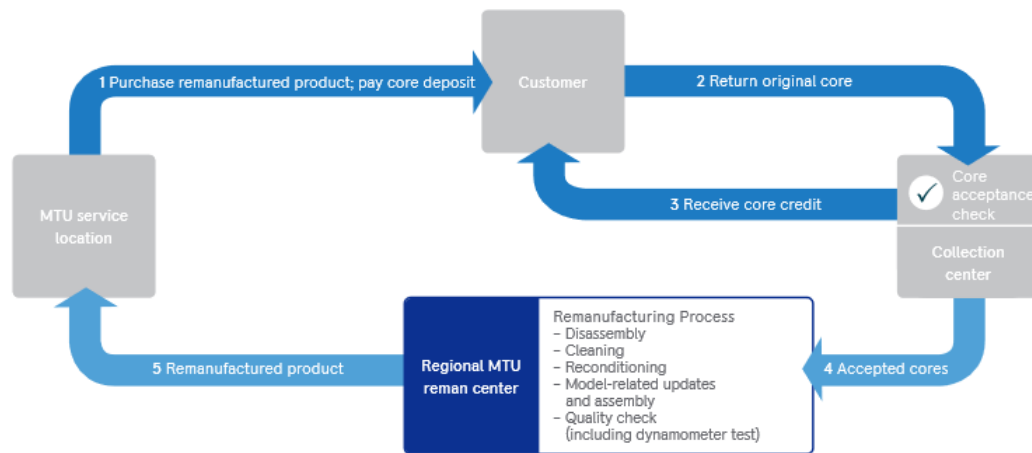 1 Purchase remanufactured product; pay core deposit
Customer
2 Return original core
MTU service
location
3 Receive core credit
Core
acceptance
check
Collection
center
Regional MTU
reman center
Remanufacturing Process
– Disassembly
– Cleaning
– Reconditioning
– Model-related updates
and assembly
– Quality check
(including dynamometer test)
4 Accepted cores
5 Remanufactured product